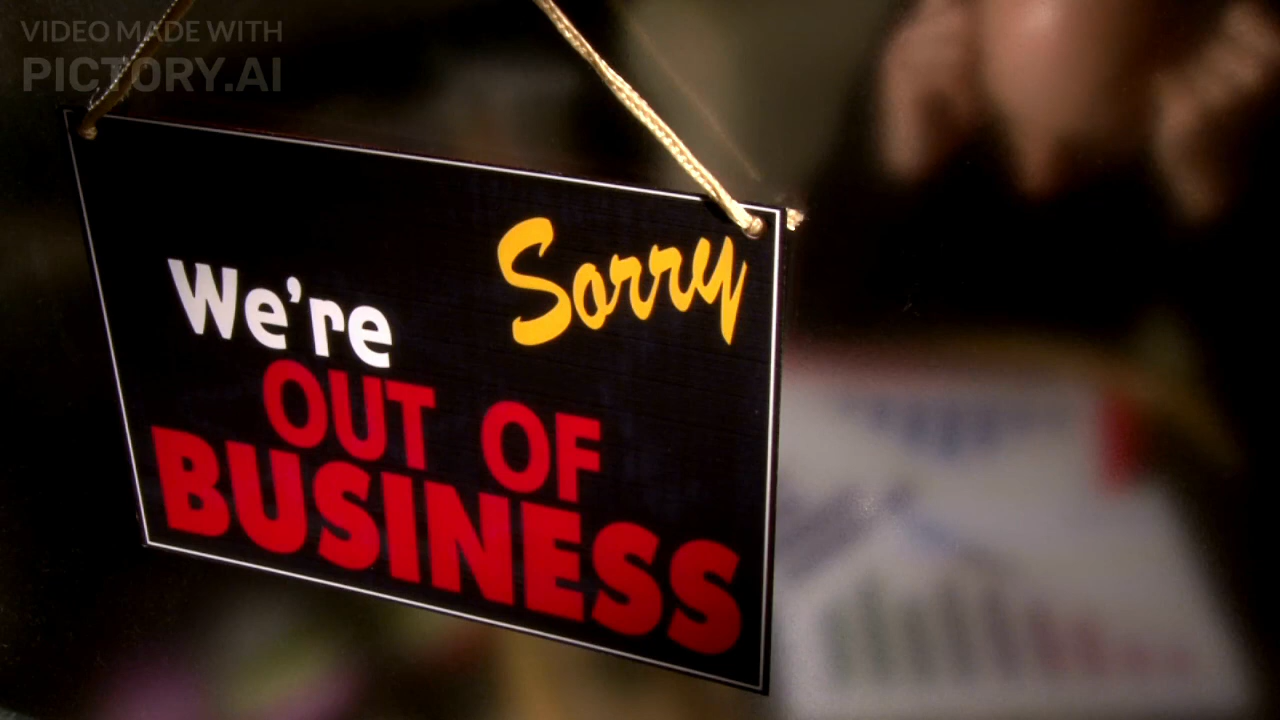 VIDEO MADE WITH
PICTORY.AI
Sorry
We're
OUT OF
BUSINESS